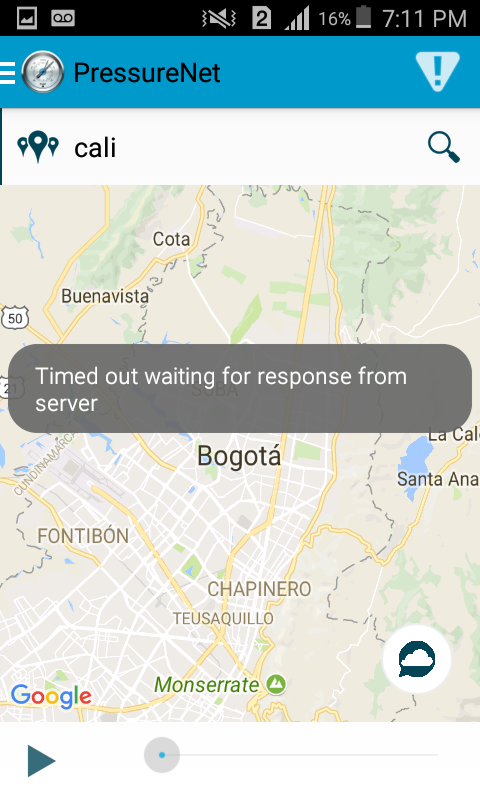 2 16% 7:11 PM
PressureNet
cali
Cota
Buenavista
50
Timed out waiting for response from
server
21
SUBA
Bogotá
La Cal
CUNDINAMARCA
Santa Ana
FONTIBÓN
CHAPINERO
TEUSAQUILLO
Monserrate
Google